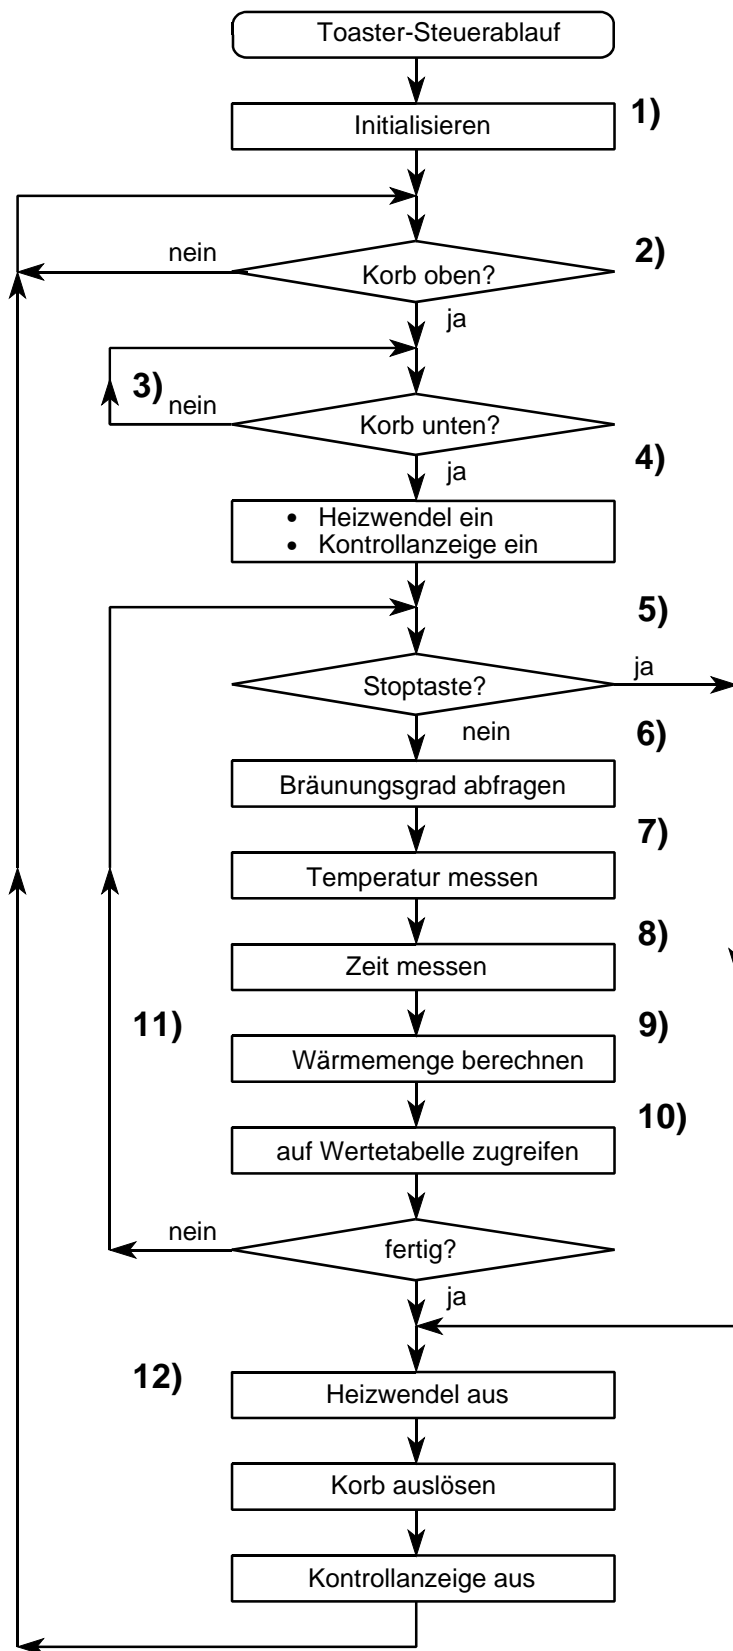 Toaster-Steuerablauf
Initialisieren
1)
nein
Korb oben?
2)
ja
3)
nein
Korb unten?
4)
ja
• Heizwendel ein
• Kontrollanzeige ein
5)
Stoptaste?
ja
nein
6)
Bräunungsgrad abfragen
7)
Temperatur messen
8)
Zeit messen
11)
9)
Wärmemenge berechnen
10)
auf Wertetabelle zugreifen
nein
fertig?
ja
12)
Heizwendel aus
Korb auslösen
Kontrollanzeige aus